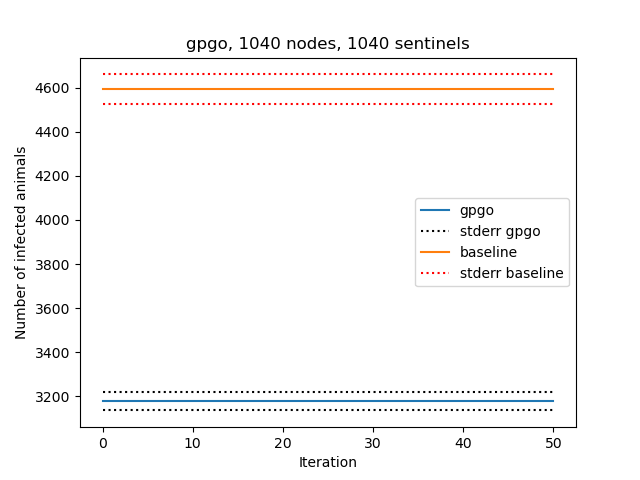 gpgo, 1040 nodes, 1040 sentinels
Number of infected animals
4600
4400
4200
4000
3800
3600
3400
3200
gpgo
stderr gpgo
baseline
stderr baseline
0 10 20 30 40 50
Iteration